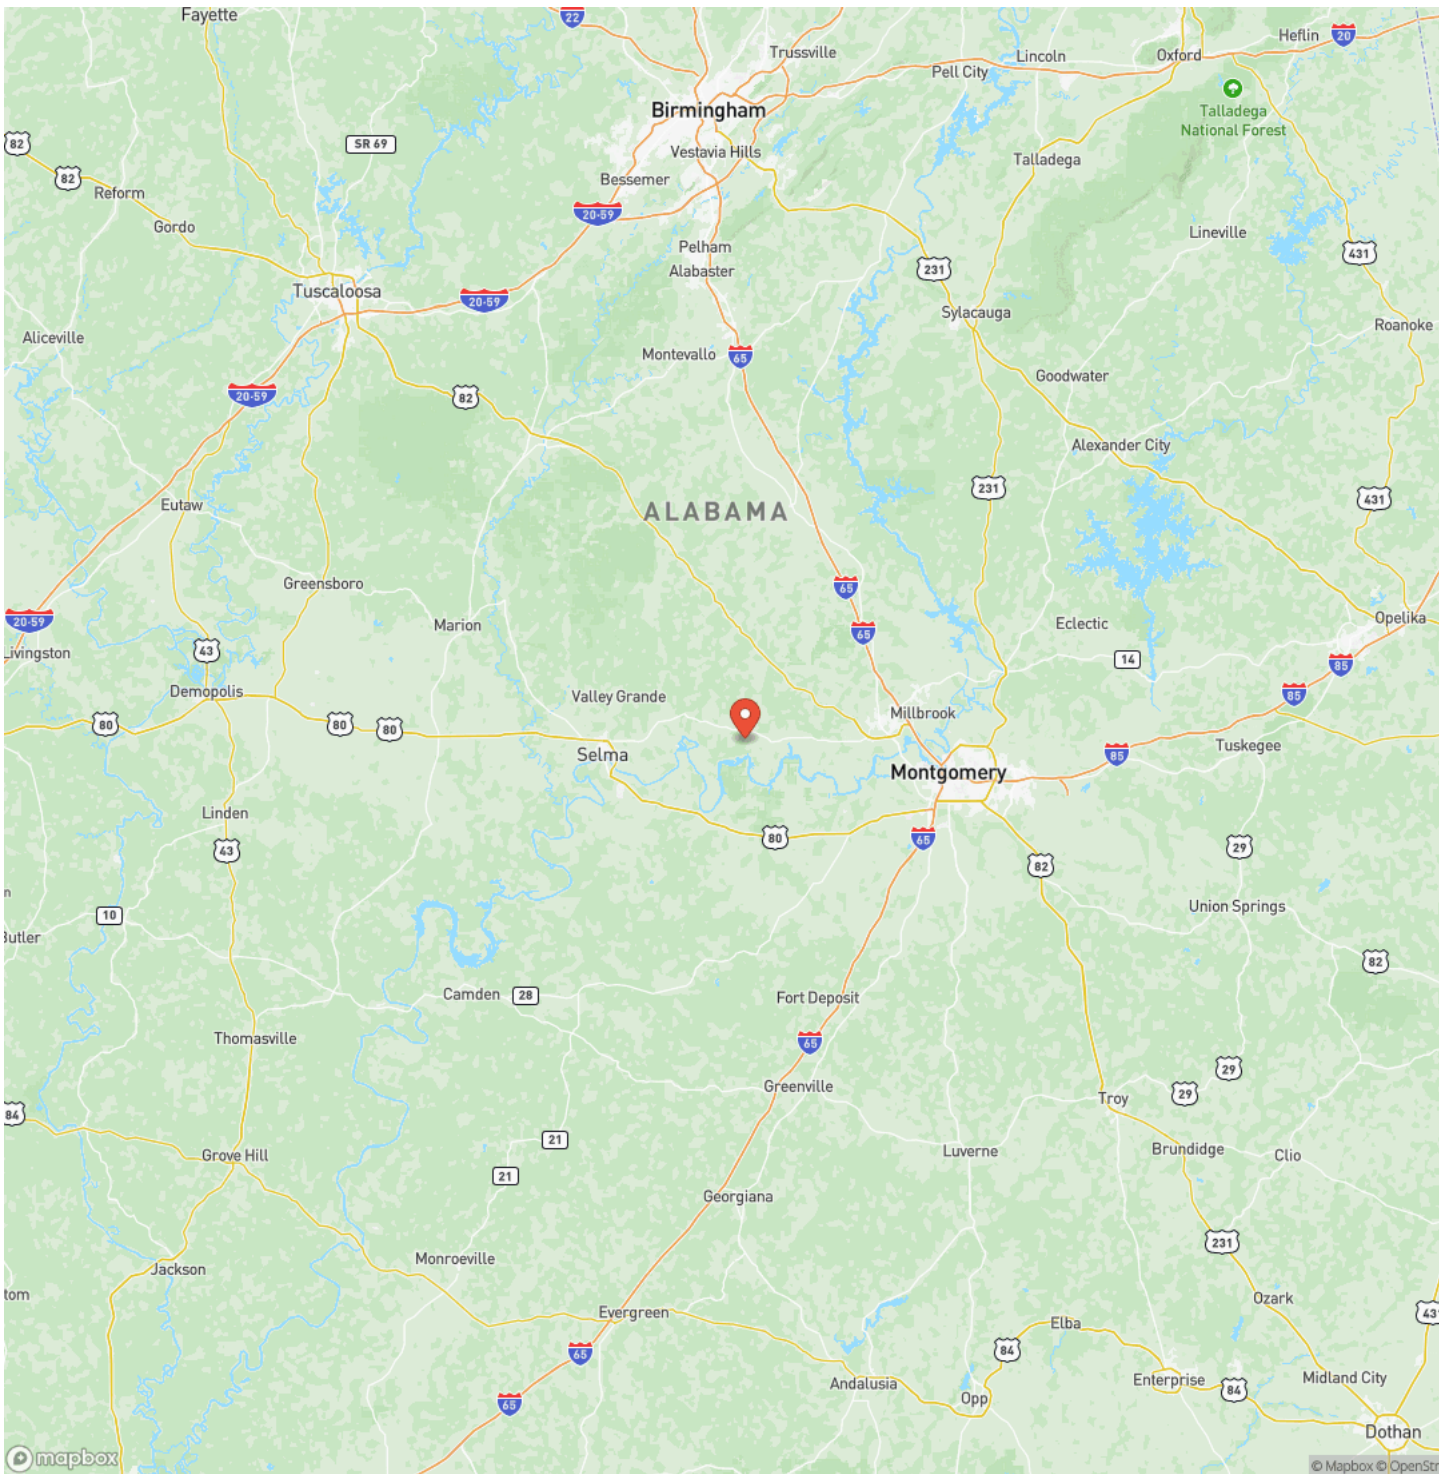 Fayette
22
Trussville
Lincoln
Heflin
20
Oxford
Pell City
Birmingham
Talladega
National Forest
82
SR 69
Vestavia Hills
Talladega
82
Reform
Bessemer
20-59
Gordo
Lineville
Pelham
431
Alabaster
231
Tuscaloosa
20-59
Sylacauga
Roanoke
Aliceville
Montevallo
65
Goodwater
20-59
82
Alexander City
231
431
Eutaw
ALABAMA
Greensboro
65
20-59
Marion
65
Eclectic
Opelika
Livingston
43
14
85
Demopolis
Valley Grande
85
80
80
80
Millbrook
Selma
85
Tuskegee
Montgomery
Linden
43
80
65
29
82
10
Union Springs
Butler
82
Camden
28
Fort Deposit
Thomasville
65
29
Greenville
29
84
Troy
21
Grove Hill
Luverne
Brundidge
Clio
21
Georgiana
231
Monroeville
Jackson
tom
Ozark
Evergreen
431
Elba
65
84
Midland City
Andalusia
Enterprise
84
65
Opp
Dothan
mapbox
© Mapbox © OpenStr